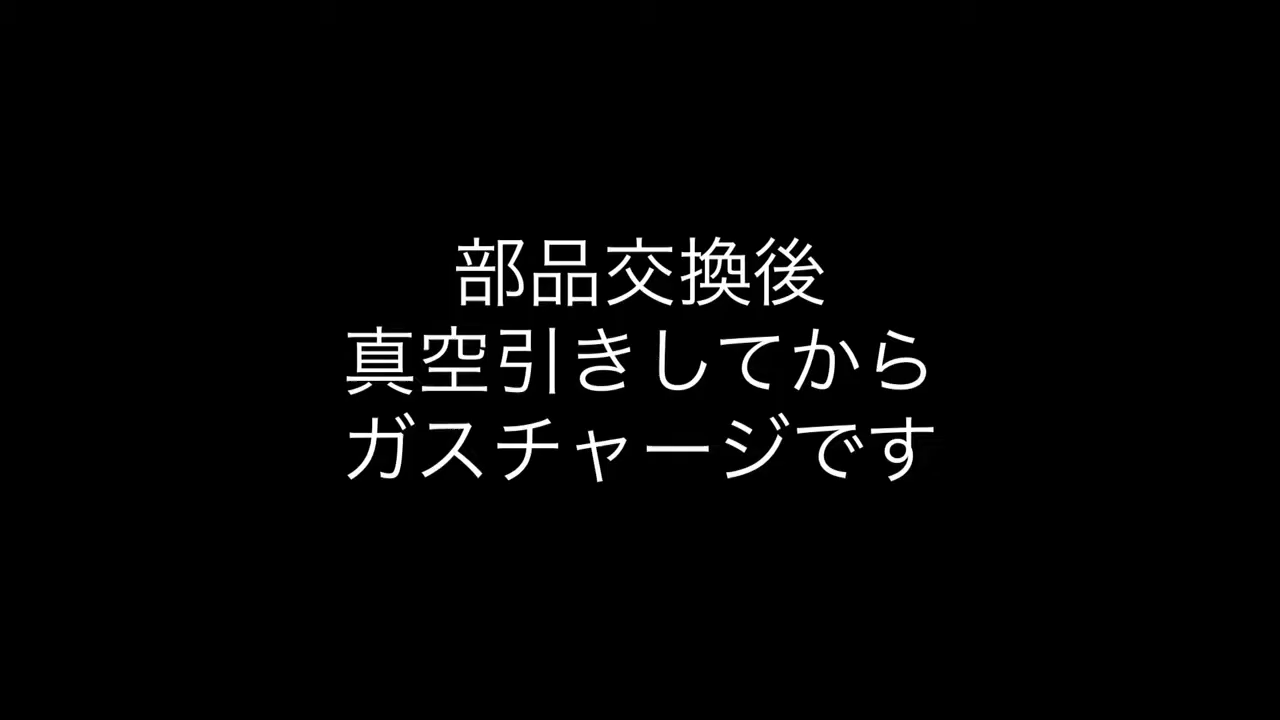 部品交換後
真空引きしてから
ガスチャージです